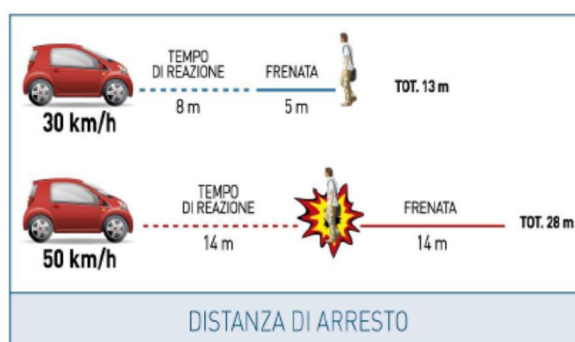 TEMPO
DI REAZIONE
FRENATA
8 m
5 m
TOT. 13 m
30 km/h
TEMPO
DI REAZIONE
FRENATA
14 m
14 m
TOT. 28 m
50 km/h
DISTANZA DI ARRESTO